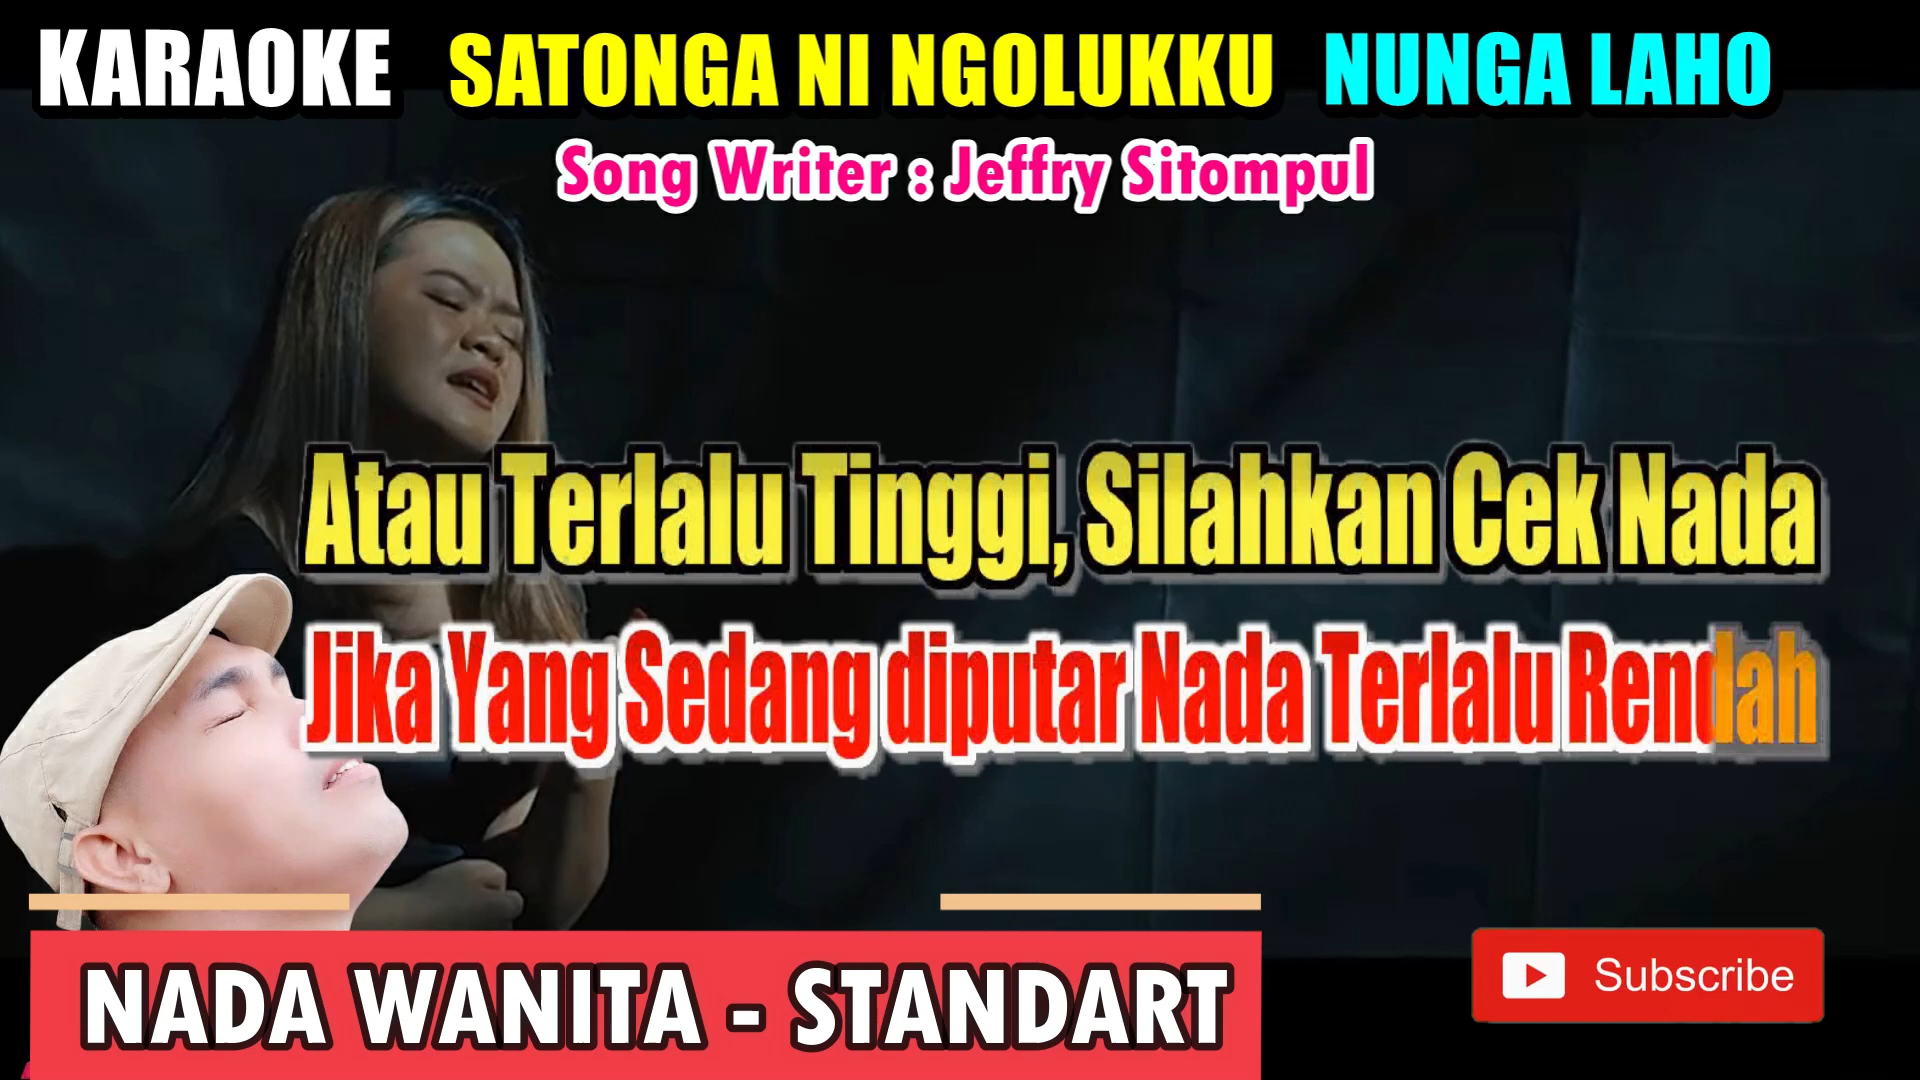 KARAOKE SATONGA NI NGOLUKKU NUNGA LAHO
Song Writer : Jeffry Sitompul
Atau Terlalu Tinggi, Silahkan Cek Nada
Jika Yang Sedang diputar Nada Terlalu Rendah
NADA WANITA - STANDART
Subscribe